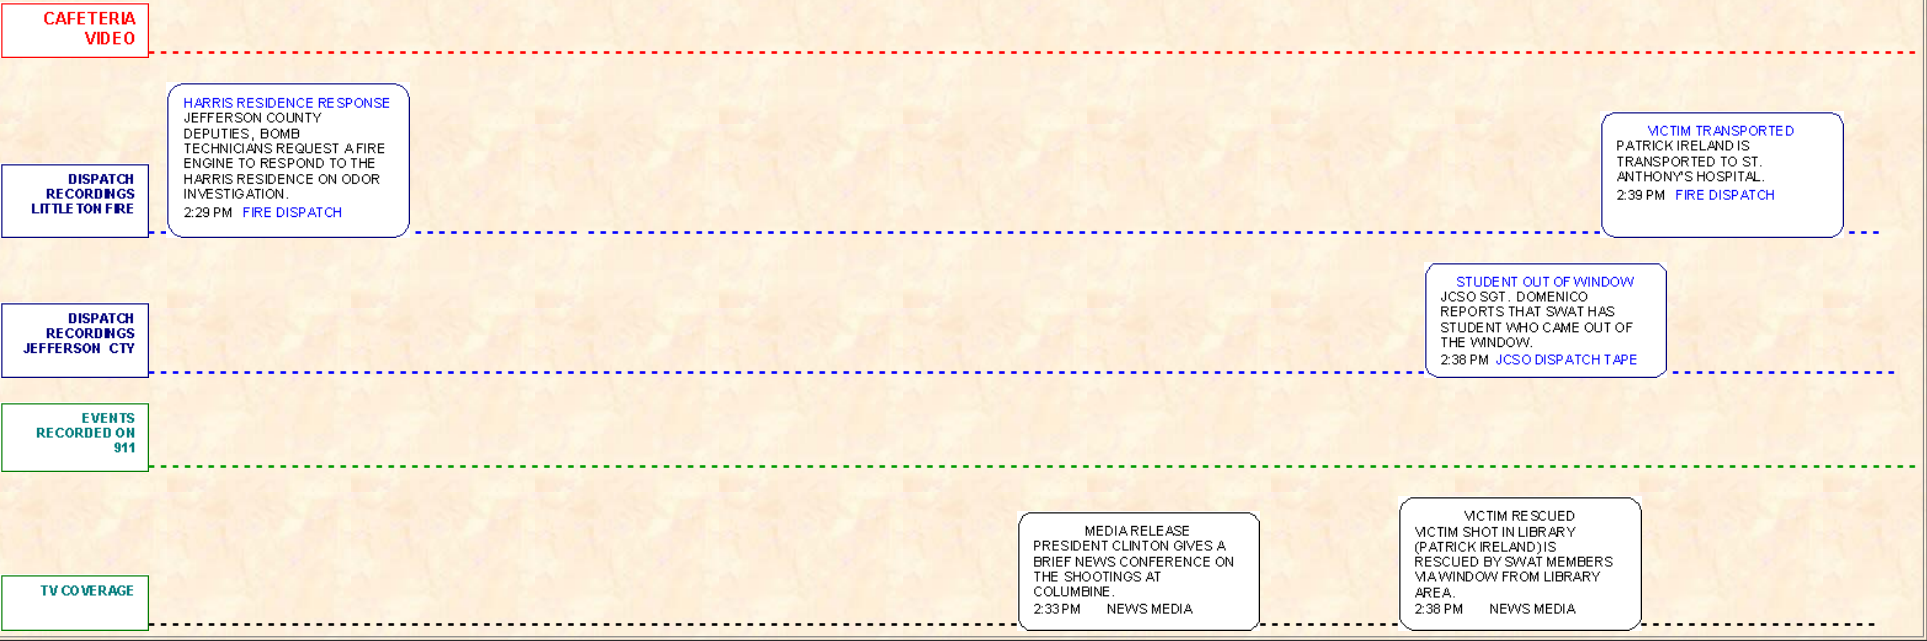 CAFETERIA
VIDEO
HARRIS RESIDENCE RESPONSE
JEFFERSON COUNTY
DEPUTIES, BOMB
TECHNICIANS REQUEST A FIRE
ENGINE TO RESPOND TO THE
HARRIS RESIDENCE ON ODOR
INVESTIGATION.
2:29 PM FIRE DISPATCH
VICTIM TRANSPORTED
PATRICK IRELAND IS
TRANSPORTED TO ST.
ANTHONY'S HOSPITAL.
2:39 PM FIRE DISPATCH
DISPATCH
RECORDINGS
LITTLETON FIRE
STUDENT OUT OF WINDOW
JCSO SGT. DOMENICO
REPORTS THAT SWAT HAS
STUDENT WHO CAME OUT OF
THE WINDOW.
2:38 PM JCSO DISPATCH TAPE
DISPATCH
RECORDINGS
JEFFERSON CTY
EVENTS
RECORDED ON
911
MEDIA RELEASE
PRESIDENT CLINTON GIVES A
BRIEF NEWS CONFERENCE ON
THE SHOOTINGS AT
COLUMBINE.
2:33 PM NEWS MEDIA
VICTIM RESCUED
VICTIM SHOT IN LIBRARY
(PATRICK IRELAND) IS
RESCUED BY SWAT MEMBERS
VIA WINDOW FROM LIBRARY
AREA.
2:38 PM NEWS MEDIA
TV COVERAGE